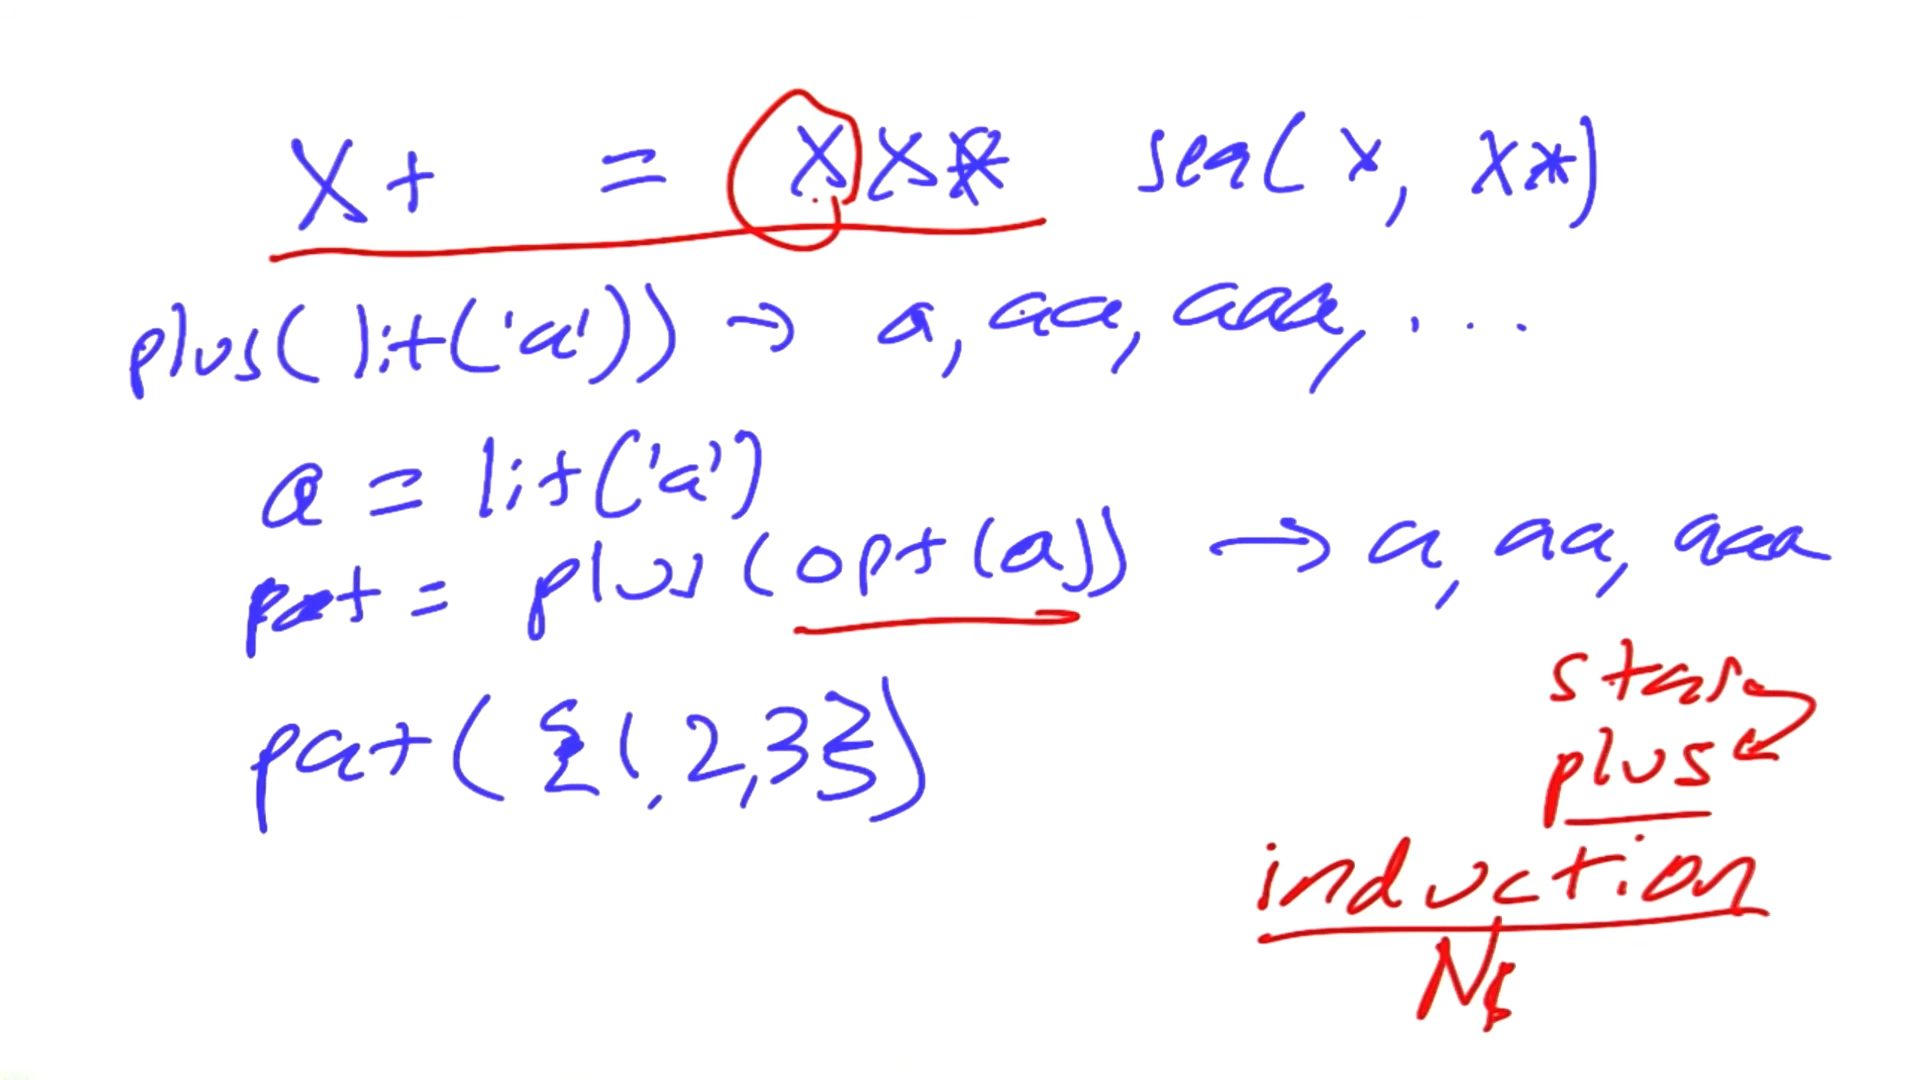 X+ = XX* seq(x, x*)
plus(lit('a')) → a, aa, aaa, ...
a = lit('a')
pat = plus(opt(a)) → a, aa, aaa
pat({1,2,3})
star
plus
induction